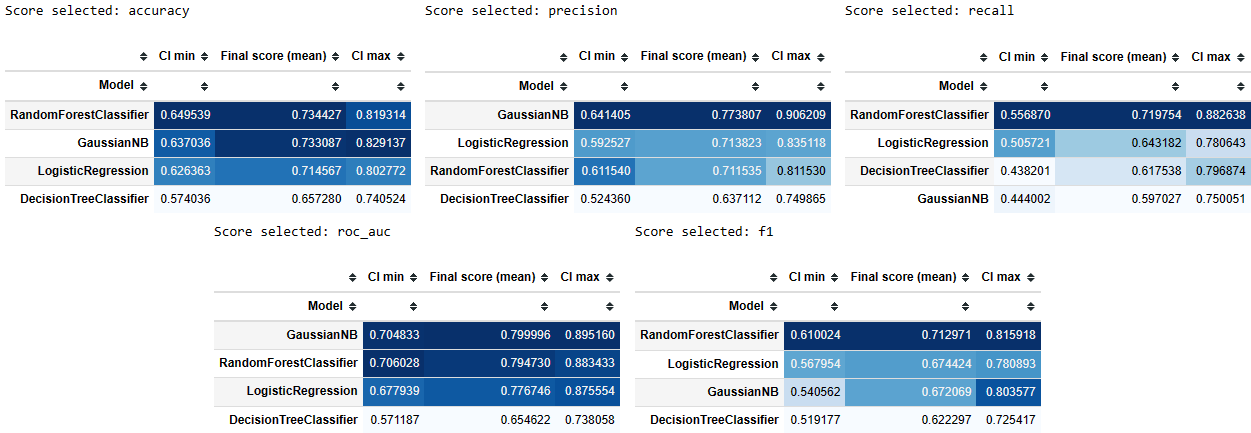 Score selected: accuracy
CI min Final score (mean) CI max
Model
RandomForestClassifier 0.649539 0.734427 0.819314
GaussianNB 0.637036 0.733087 0.829137
LogisticRegression 0.626363 0.714567 0.802772
DecisionTreeClassifier 0.574036 0.657280 0.740524
Score selected: precision
CI min Final score (mean) CI max
Model
GaussianNB 0.641405 0.773807 0.906209
LogisticRegression 0.592527 0.713823 0.835118
RandomForestClassifier 0.611540 0.711535 0.811530
DecisionTreeClassifier 0.524360 0.637112 0.749865
Score selected: recall
CI min Final score (mean) CI max
Model
RandomForestClassifier 0.556870 0.719754 0.882638
LogisticRegression 0.505721 0.643182 0.780643
DecisionTreeClassifier 0.438201 0.617538 0.796874
GaussianNB 0.444002 0.597027 0.750051
Score selected: roc_auc
CI min Final score (mean) CI max
Model
GaussianNB 0.704833 0.799996 0.895160
RandomForestClassifier 0.706028 0.794730 0.883433
LogisticRegression 0.677939 0.776746 0.875554
DecisionTreeClassifier 0.571187 0.654622 0.738058
Score selected: f1
CI min Final score (mean) CI max
Model
RandomForestClassifier 0.610024 0.712971 0.815918
LogisticRegression 0.567954 0.674424 0.780893
GaussianNB 0.540562 0.672069 0.803577
DecisionTreeClassifier 0.519177 0.622297 0.725417